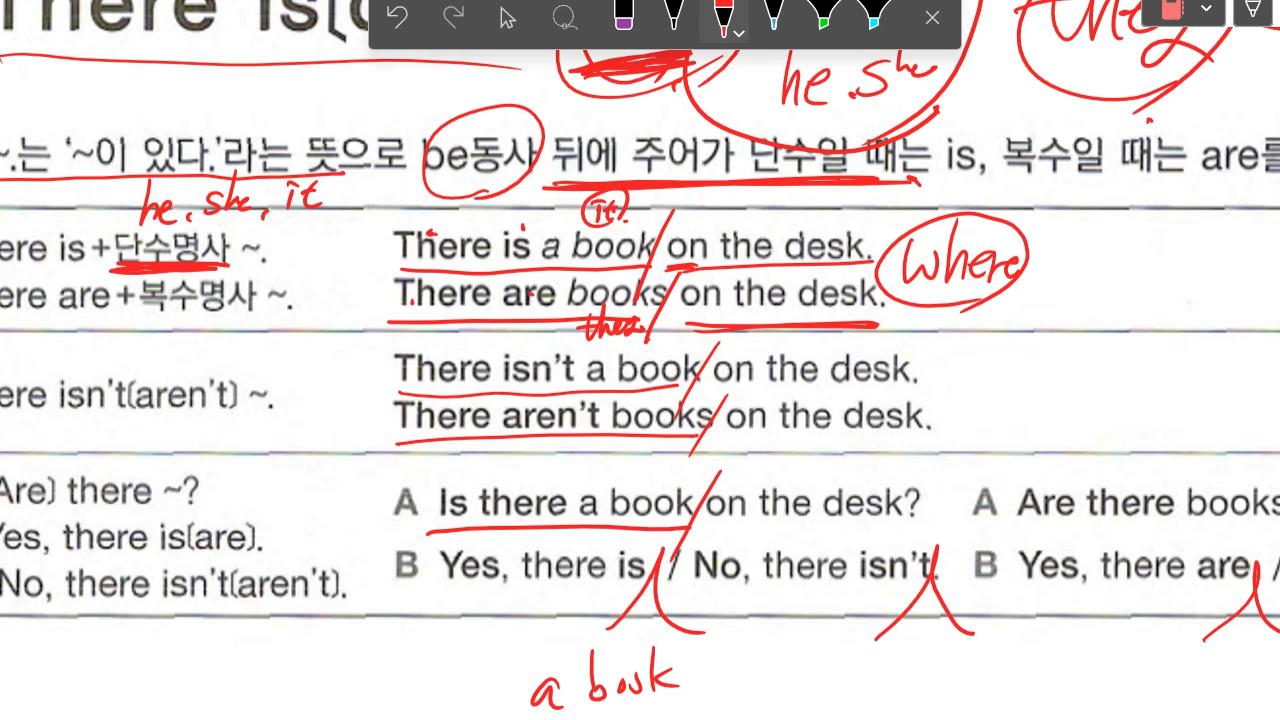 There is(
he. she
they
~.는 '~이 있다.'라는 뜻으로 be동사 뒤에 주어가 단수일 때는 is, 복수일 때는 are를
he, she, it
it
ere is+단수명사 ~.
There is a book on the desk.
where
ere are+복수명사 ~.
There are books on the desk.
ere isn't(aren't) ~.
There isn't a book on the desk.
There aren't books on the desk.
Are) there ~?
A Is there a book on the desk?
A Are there books
Yes, there is(are).
B Yes, there is. / No, there isn't.
B Yes, there are. /
No, there isn't(aren't).
a book